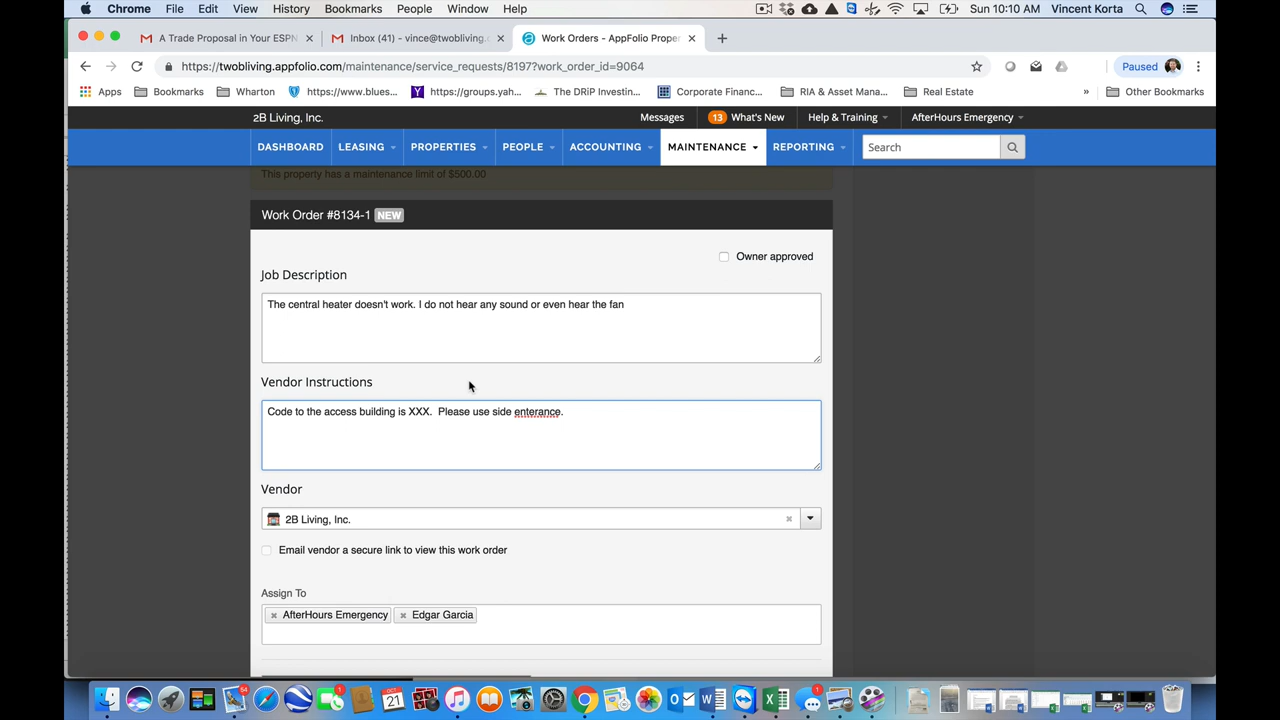 Chrome File Edit View History Bookmarks People Window Help Sun 10:10 AM Vincent Korta
A Trade Proposal in Your ESPN Inbox (41) - vince@twobliving.c Work Orders - AppFolio Proper
https://twobliving.appfolio.com/maintenance/service_requests/8197?work_order_id=9064 Paused
Apps Bookmarks Wharton https://www.blues... https://groups.yah... The DRiP Investin... Corporate Financ... RIA & Asset Mana... Real Estate » Other Bookmarks
2B Living, Inc. Messages 13 What's New Help & Training AfterHours Emergency
DASHBOARD LEASING PROPERTIES PEOPLE ACCOUNTING MAINTENANCE REPORTING Search
This property has a maintenance limit of $500.00
Work Order #8134-1 NEW
Owner approved
Job Description
The central heater doesn't work. I do not hear any sound or even hear the fan
Vendor Instructions
Code to the access building is XXX. Please use side enterance.
Vendor
2B Living, Inc.
Email vendor a secure link to view this work order
Assign To
AfterHours Emergency Edgar Garcia